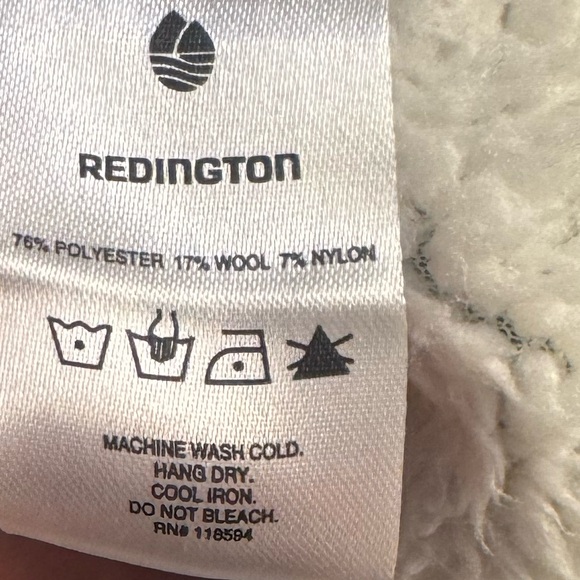 REDINGTON
76% POLYESTER 17% WOOL 7% NYLON
MACHINE WASH COLD.
HANG DRY.
COOL IRON.
DO NOT BLEACH.
RN# 118594